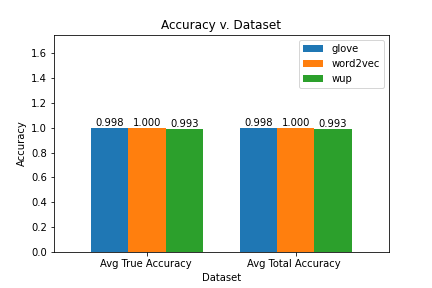 Accuracy v. Dataset
glove
word2vec
wup
Accuracy
1.6
1.4
1.2
1.0
0.8
0.6
0.4
0.2
0.0
0.998 1.000 0.993
0.998 1.000 0.993
Avg True Accuracy
Avg Total Accuracy
Dataset